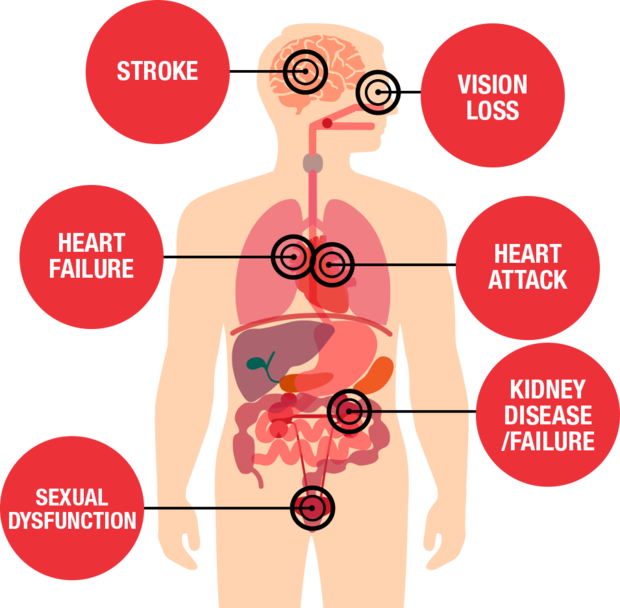 STROKE
VISION
LOSS
HEART
FAILURE
HEART
ATTACK
KIDNEY
DISEASE
/FAILURE
SEXUAL
DYSFUNCTION